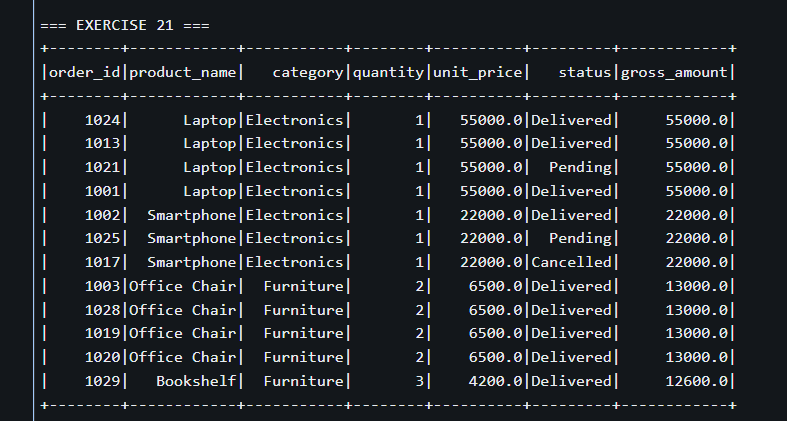 === EXERCISE 21 ===
+--------+------------+-----------+--------+----------+---------+------------+
|order_id|product_name|   category|quantity|unit_price|   status|gross_amount|
+--------+------------+-----------+--------+----------+---------+------------+
|    1024|      Laptop|Electronics|       1|   55000.0|Delivered|     55000.0|
|    1013|      Laptop|Electronics|       1|   55000.0|Delivered|     55000.0|
|    1021|      Laptop|Electronics|       1|   55000.0|  Pending|     55000.0|
|    1001|      Laptop|Electronics|       1|   55000.0|Delivered|     55000.0|
|    1002|  Smartphone|Electronics|       1|   22000.0|Delivered|     22000.0|
|    1025|  Smartphone|Electronics|       1|   22000.0|  Pending|     22000.0|
|    1017|  Smartphone|Electronics|       1|   22000.0|Cancelled|     22000.0|
|    1003|Office Chair|  Furniture|       2|    6500.0|Delivered|     13000.0|
|    1028|Office Chair|  Furniture|       2|    6500.0|Delivered|     13000.0|
|    1019|Office Chair|  Furniture|       2|    6500.0|Delivered|     13000.0|
|    1020|Office Chair|  Furniture|       2|    6500.0|Delivered|     13000.0|
|    1029|   Bookshelf|  Furniture|       3|    4200.0|Delivered|     12600.0|
+--------+------------+-----------+--------+----------+---------+------------+